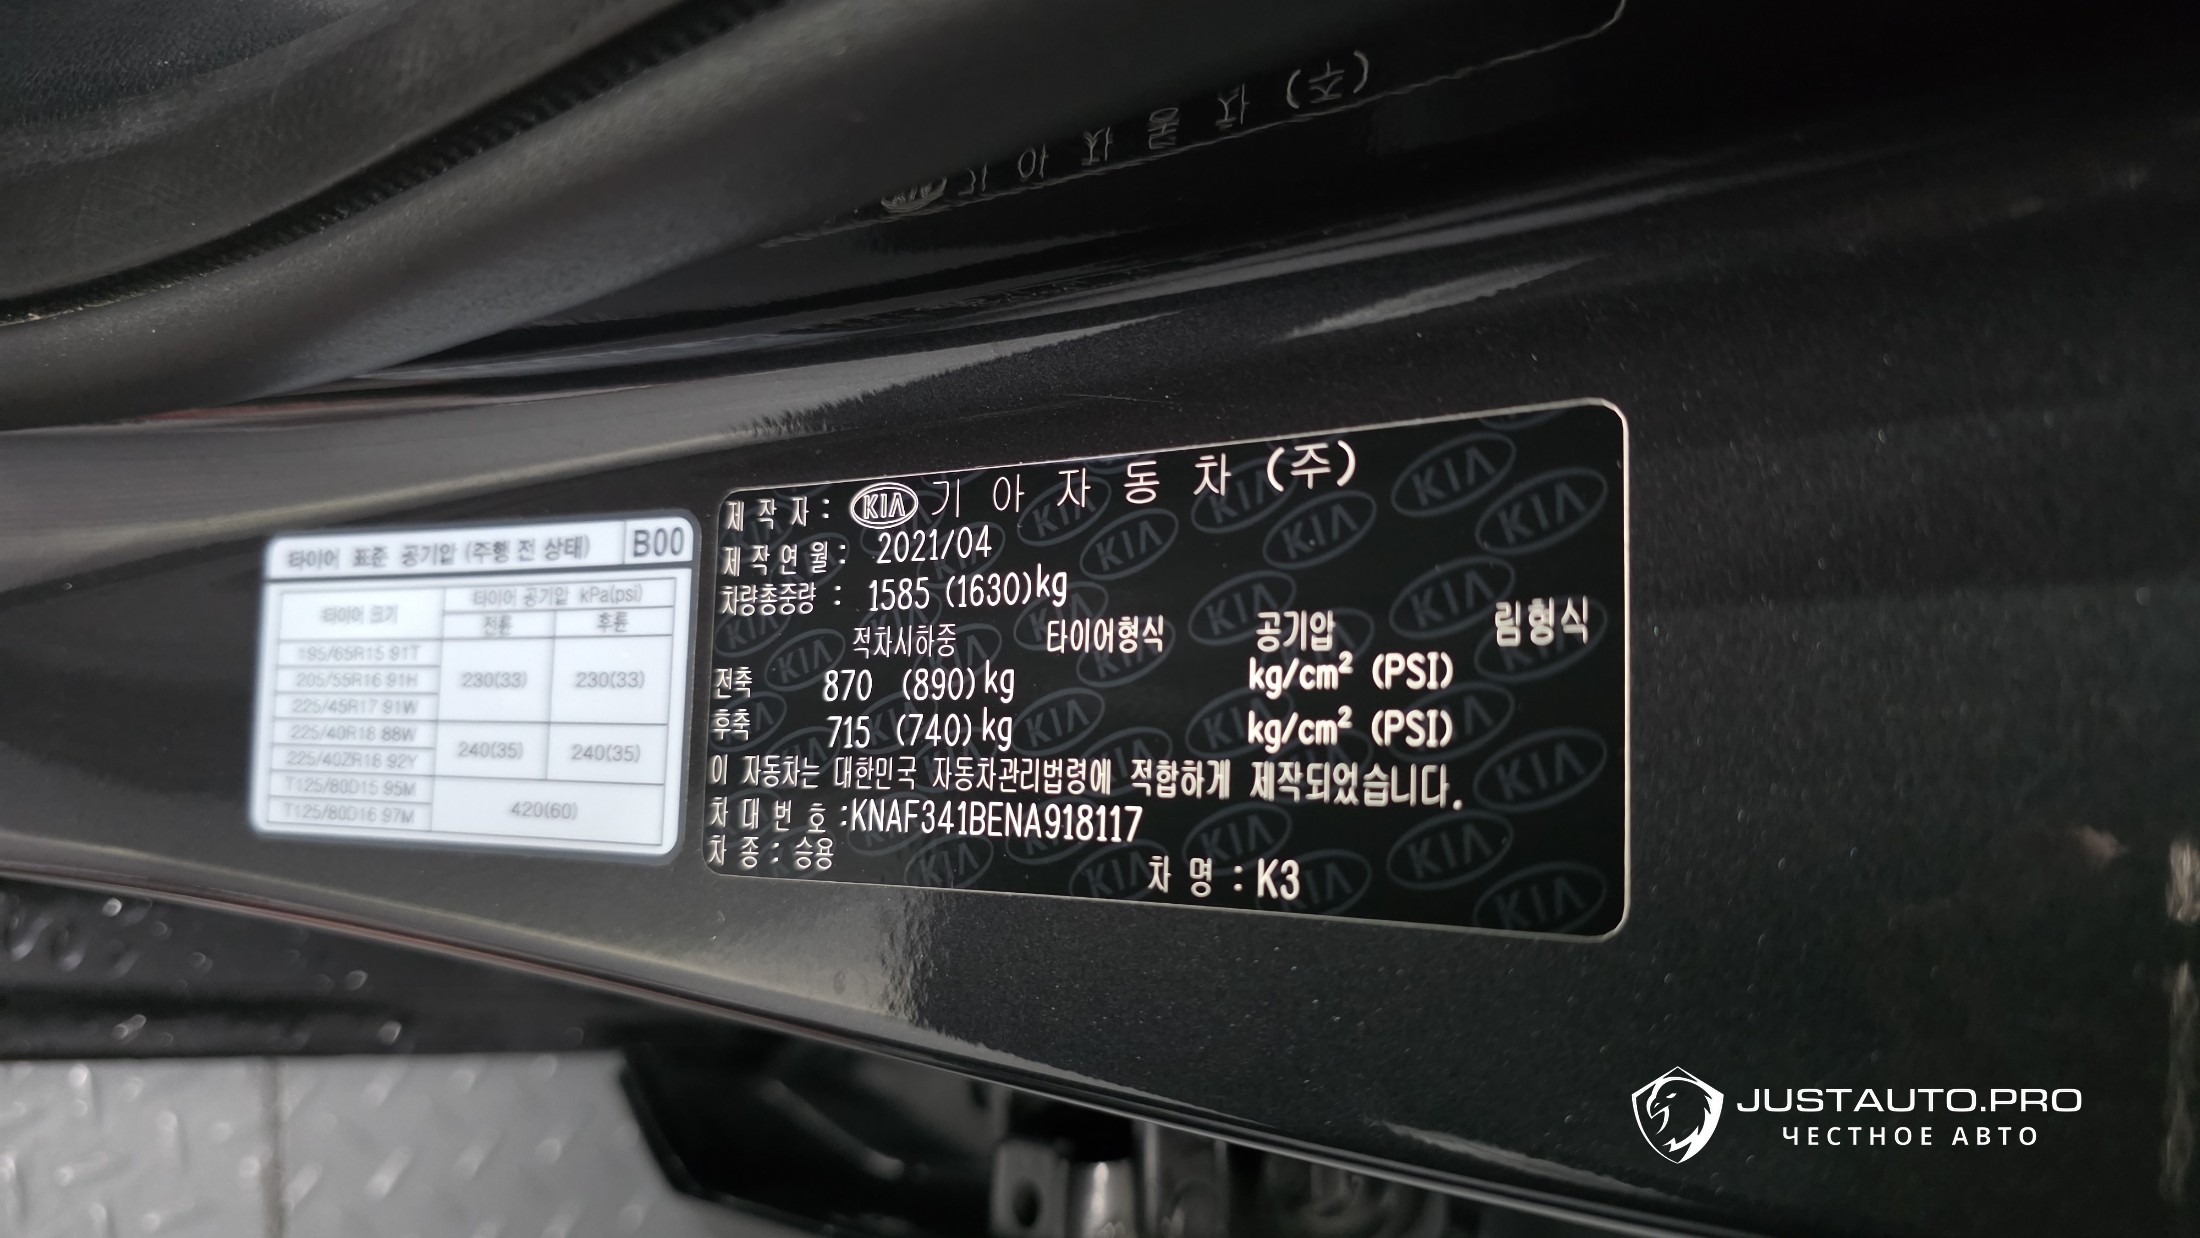 타이어 표준 공기압 (주행 전 상태) B00
타이어 크기 타이어 공기압 kPa(psi)
전륜 후륜
195/65R15 91T
205/55R16 91H 230(33) 230(33)
225/45R17 91W
225/40R18 88W
225/40ZR18 92Y 240(35) 240(35)
T125/80D15 95M
T125/80D16 97M 420(60)
제작자 : KIA 기아자동차(주)
제작연월 : 2021/04
차량총중량 : 1585 (1630)kg
적차시하중 타이어형식 공기압 림형식
전축 870 (890)kg kg/cm² (PSI)
후축 715 (740)kg kg/cm² (PSI)
이 자동차는 대한민국 자동차관리법령에 적합하게 제작되었습니다.
차대번호 :KNAF341BENA918117
차종 : 승용 차명 : K3
JUSTAUTO.PRO
ЧЕСТНОЕ АВТО